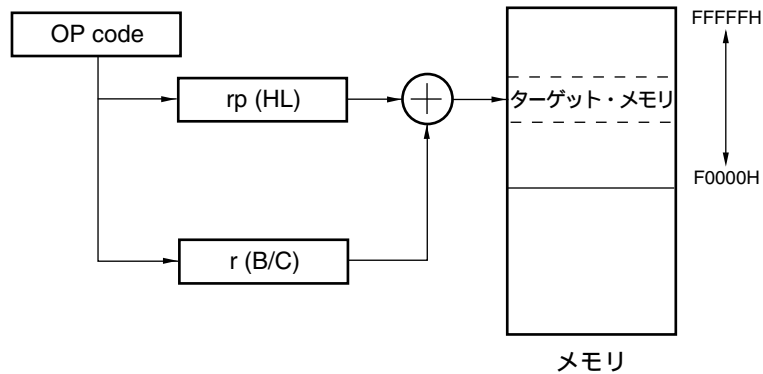 OP code
FFFFFH
rp (HL)
ターゲット・メモリ
F0000H
r (B/C)
メモリ